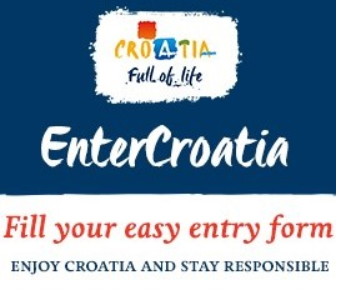 CROATIA
Full of life
EnterCroatia
Fill your easy entry form
ENJOY CROATIA AND STAY RESPONSIBLE